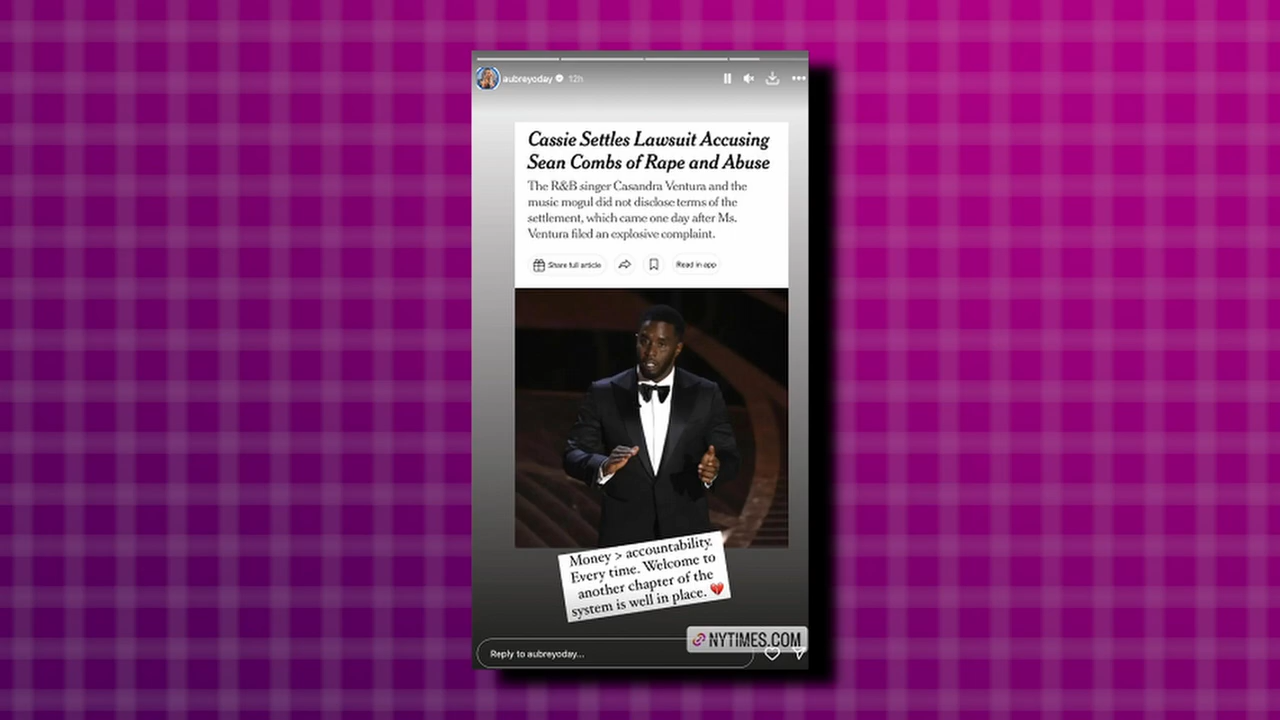 aubreyoday 12h
Cassie Settles Lawsuit Accusing
Sean Combs of Rape and Abuse
The R&B singer Casandra Ventura and the
music mogul did not disclose terms of the
settlement, which came one day after Ms.
Ventura filed an explosive complaint.
Share full article Read in app
Money > accountability.
Every time. Welcome to
another chapter of the
system is well in place. 💔
NYTIMES.COM
Reply to aubreyoday...